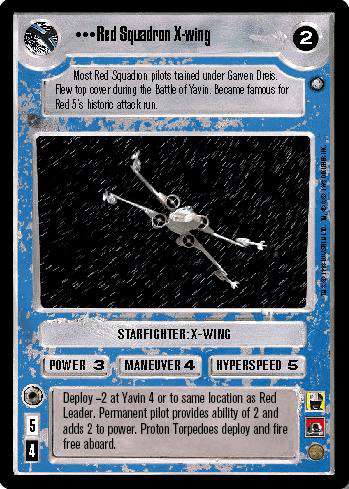 •••Red Squadron X-wing
2
Most Red Squadron pilots trained under Garven Dreis.
Flew top cover during the Battle of Yavin. Became famous for
Red 5's historic attack run.
STARFIGHTER: X-WING
POWER 3 MANEUVER 4 HYPERSPEED 5
Deploy -2 at Yavin 4 or to same location as Red
Leader. Permanent pilot provides ability of 2 and
adds 2 to power. Proton Torpedoes deploy and fire
free aboard.
5
4